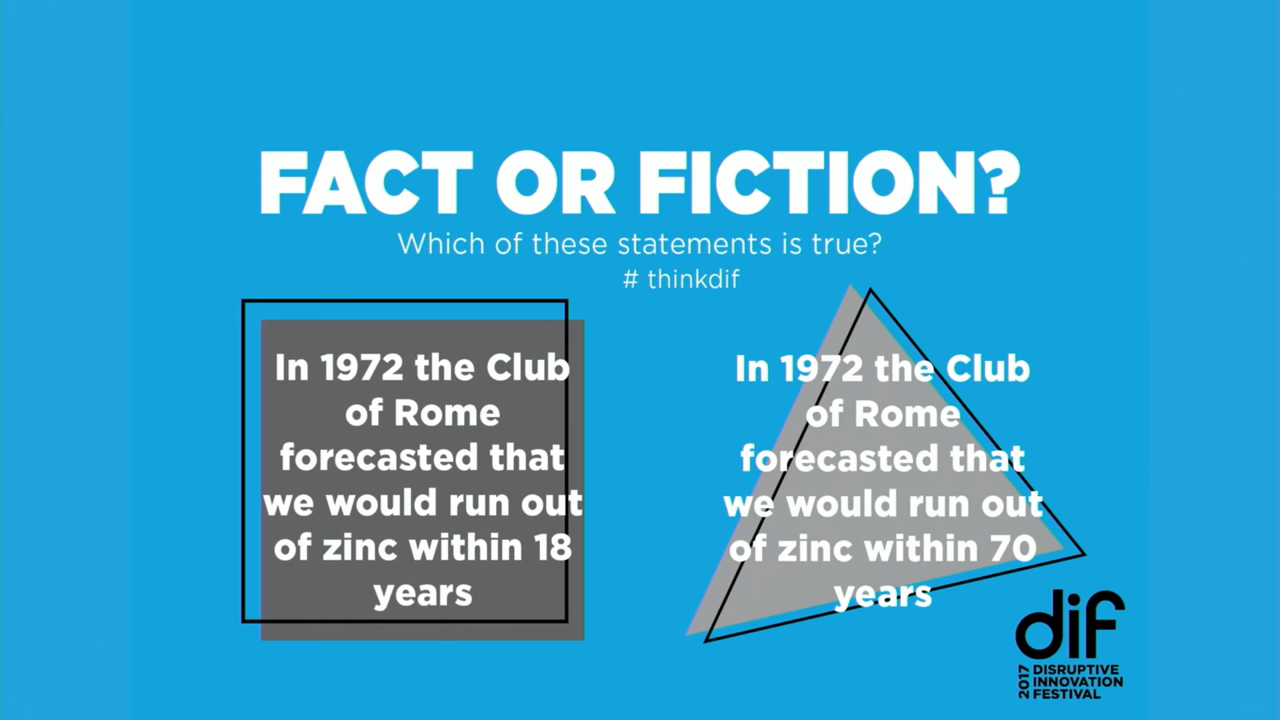 FACT OR FICTION?
Which of these statements is true?
# thinkdif
In 1972 the Club
of Rome
forecasted that
we would run out
of zinc within 18
years
In 1972 the Club
of Rome
forecasted that
we would run out
of zinc within 70
years
dif
2017
DISRUPTIVE
INNOVATION
FESTIVAL